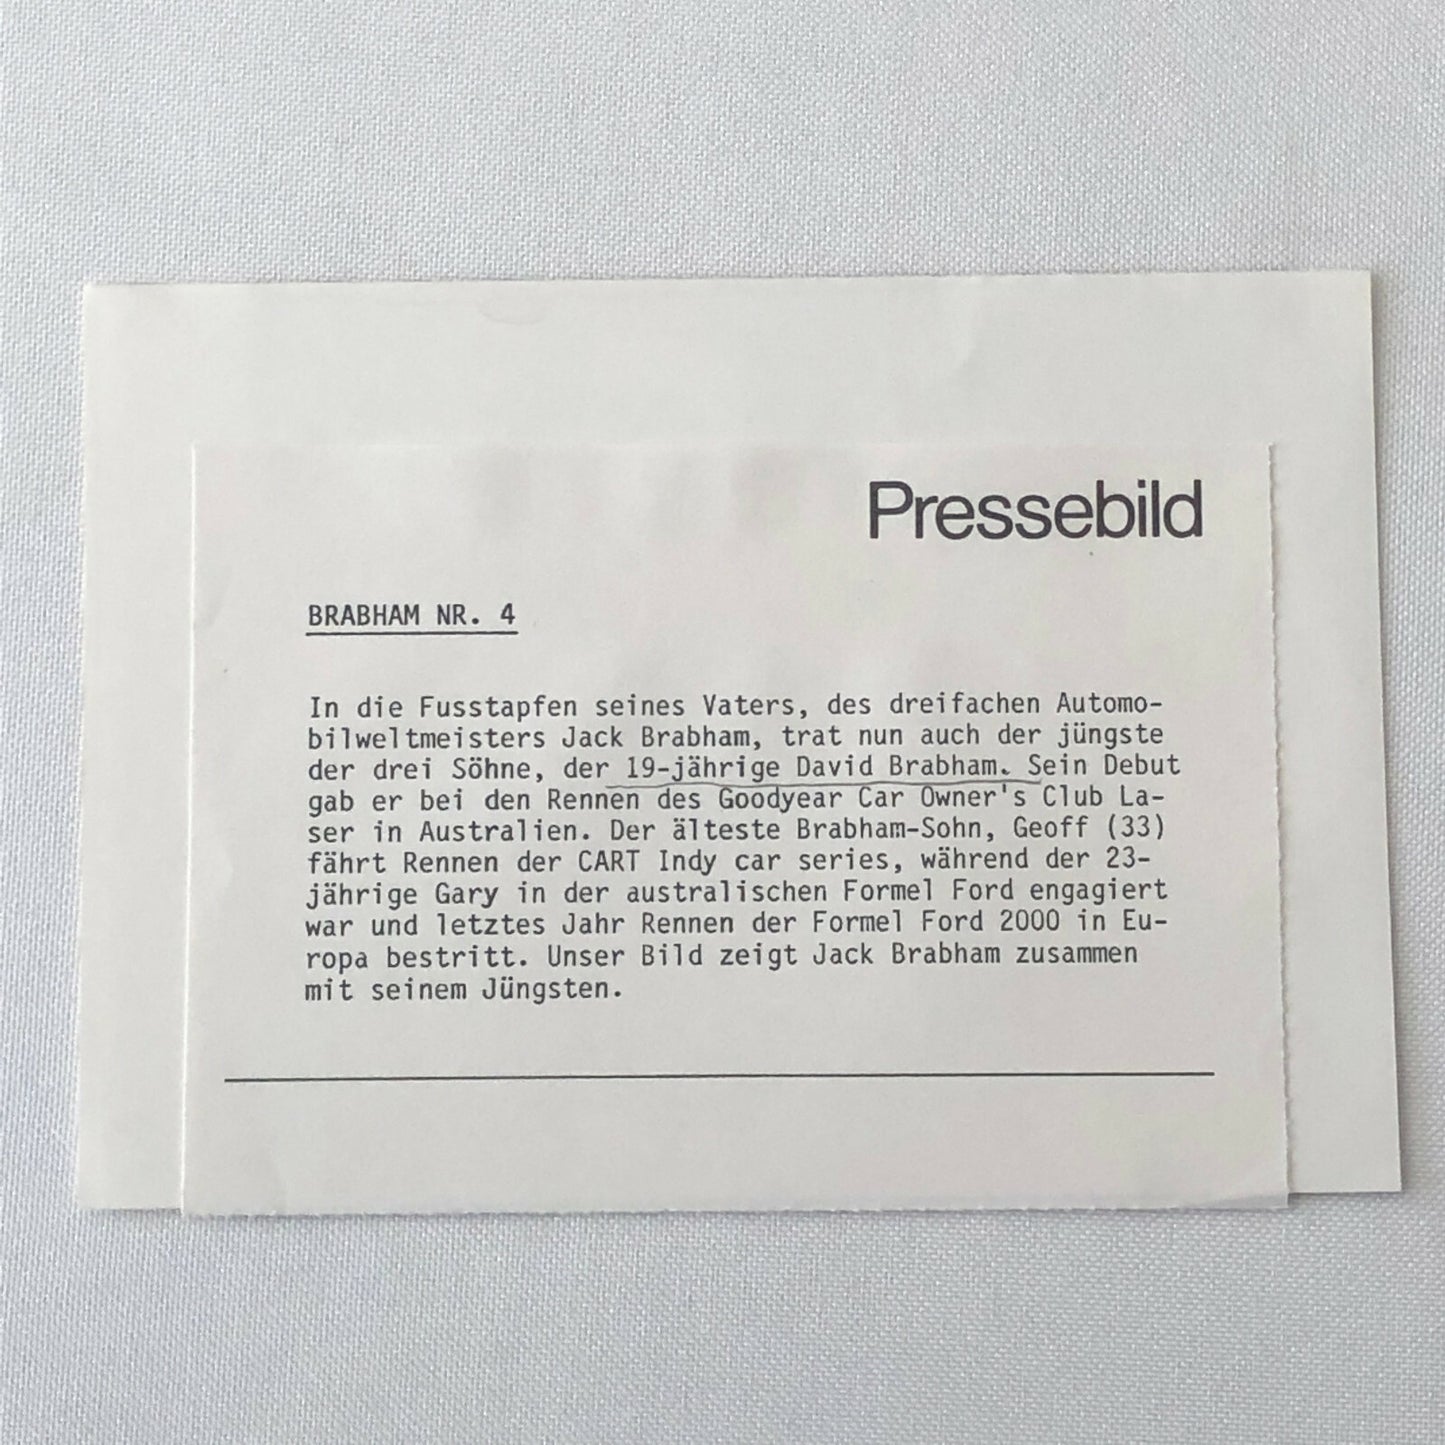 Pressebild
BRABHAM NR. 4
In die Fusstapfen seines Vaters, des dreifachen Automo-
bilweltmeisters Jack Brabham, trat nun auch der jüngste
der drei Söhne, der 19-jährige David Brabham. Sein Debut
gab er bei den Rennen des Goodyear Car Owner's Club La-
ser in Australien. Der älteste Brabham-Sohn, Geoff (33)
fährt Rennen der CART Indy car series, während der 23-
jährige Gary in der australischen Formel Ford engagiert
war und letztes Jahr Rennen der Formel Ford 2000 in Eu-
ropa bestritt. Unser Bild zeigt Jack Brabham zusammen
mit seinem Jüngsten.